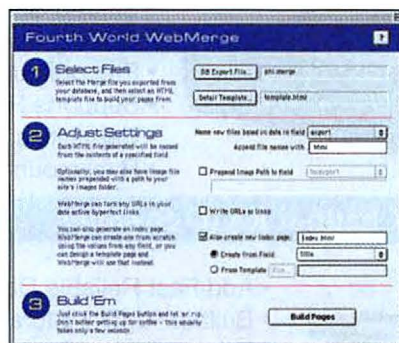 Fourth World WebMerge
?
1 Select Files
Select the Merge file you exported from
your database, and then select an HTML
template file to build your pages from.
DB Export File...
phi.merge
Detail Template...
template.html
2 Adjust Settings
Each HTML file generated will be named
from the contents of a specified field.
Name new files based on data in field
export
Append file names with
.html
Optionally, you may also have image file
names prepended with a path to your
site's images folder.
Prepend Image Path to field
WebMerge can turn any URLs in your
data active hypertext links.
Write URLs as links
You can also generate an index page.
WebMerge can create one from scratch
using the values from any field, or you
can design a template page and
WebMerge will use that instead.
Also create new index page:
index.html
Create from Field:
title
From Template
3 Build 'Em
Just click the Build Pages button and let 'er rip.
Don't bother getting up for coffee - this usually
takes only a few seconds.
Build Pages